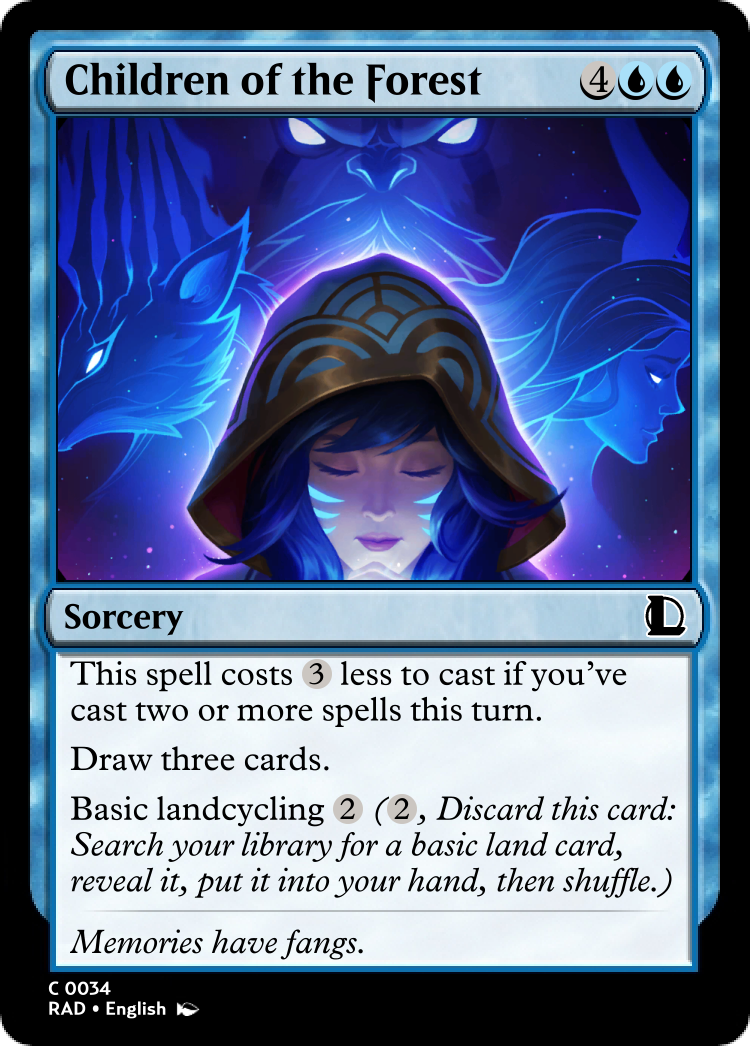 Children of the Forest 4
Sorcery
This spell costs 3 less to cast if you've
cast two or more spells this turn.
Draw three cards.
Basic landcycling 2 (2, Discard this card:
Search your library for a basic land card,
reveal it, put it into your hand, then shuffle.)
Memories have fangs.
C 0034
RAD • English